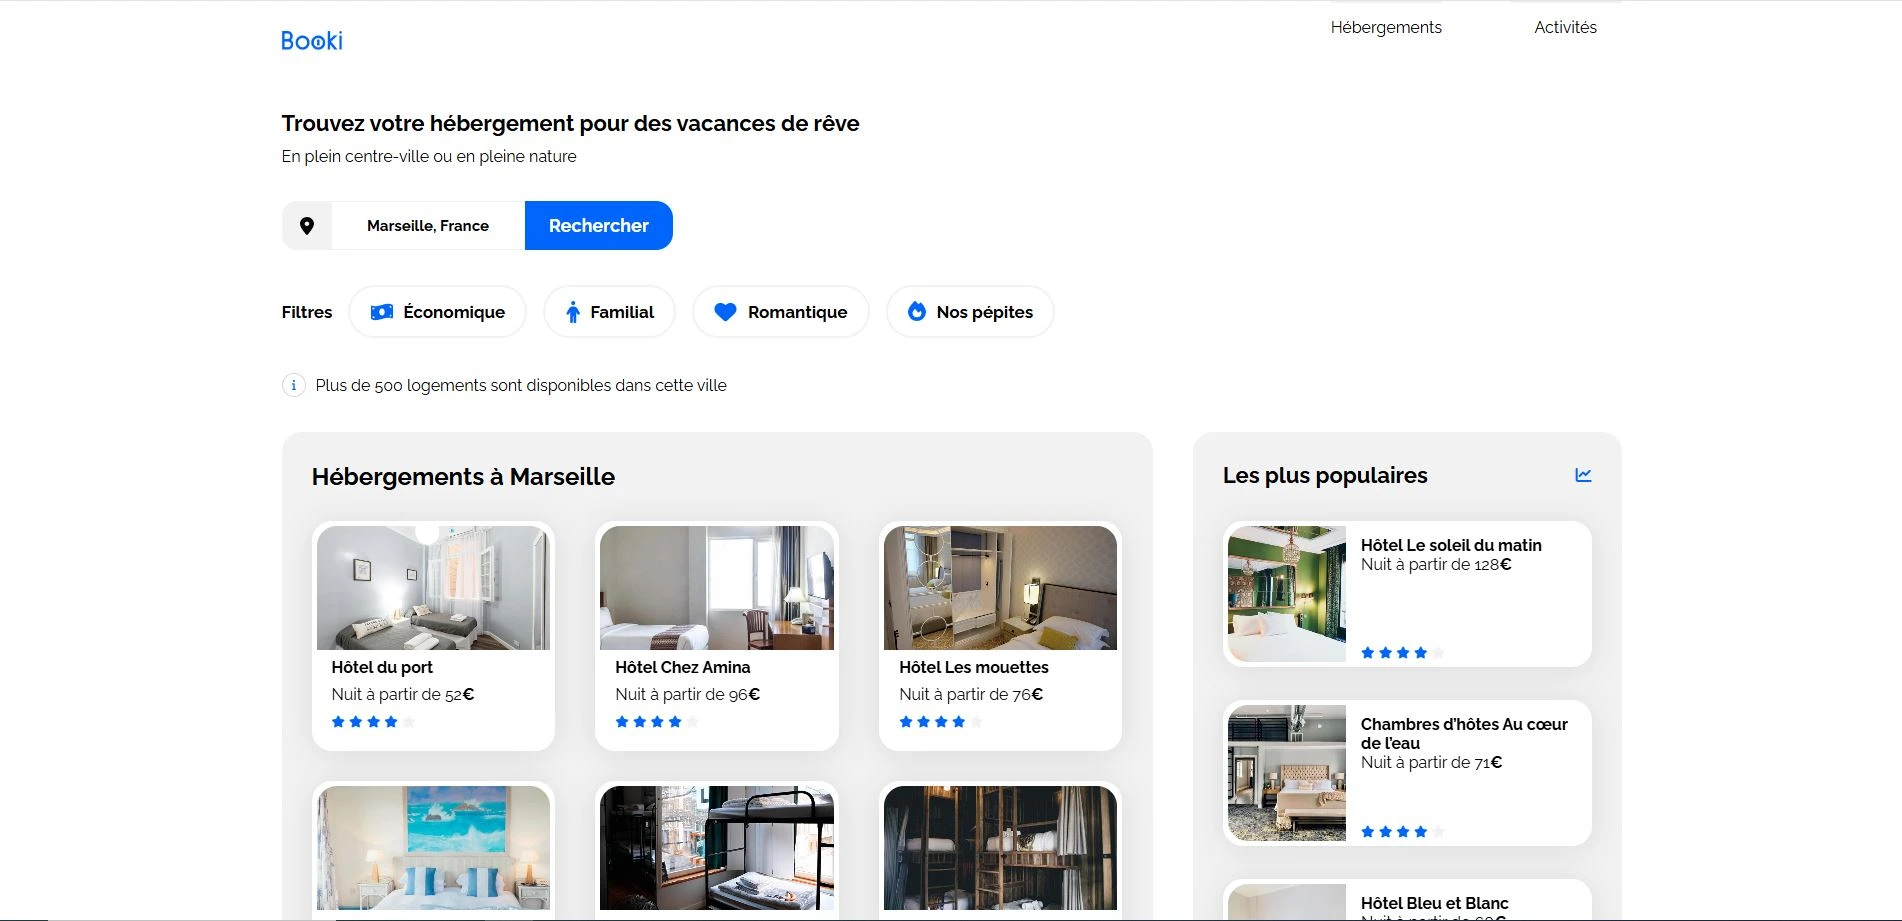 Booki
Hébergements
Activités
Trouvez votre hébergement pour des vacances de rêve
En plein centre-ville ou en pleine nature
Marseille, France
Rechercher
Filtres
Économique
Familial
Romantique
Nos pépites
Plus de 500 logements sont disponibles dans cette ville
Hébergements à Marseille
Hôtel du port
Nuit à partir de 52€
Hôtel Chez Amina
Nuit à partir de 96€
Hôtel Les mouettes
Nuit à partir de 76€
Les plus populaires
Hôtel Le soleil du matin
Nuit à partir de 128€
Chambres d'hôtes Au cœur
de l'eau
Nuit à partir de 71€
Hôtel Bleu et Blanc
Nuit à partir de